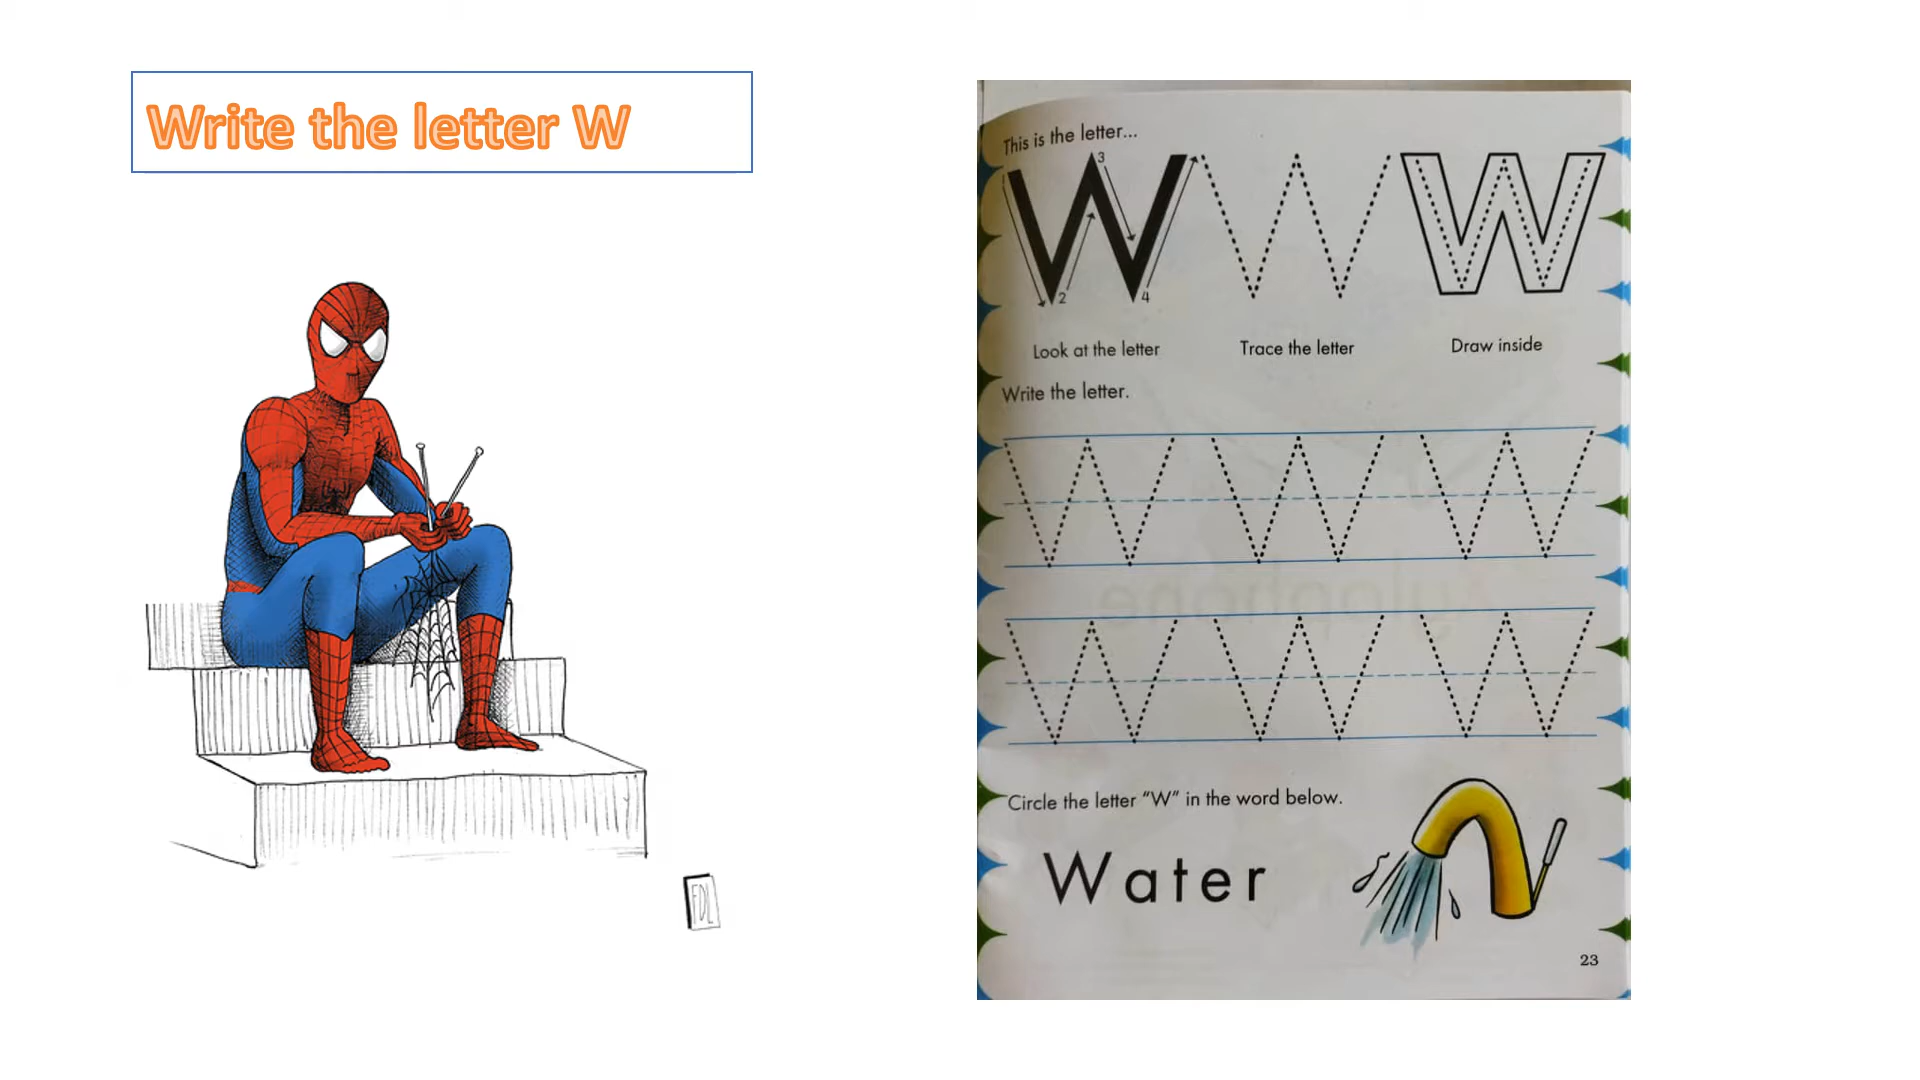 Write the letter W
This is the letter...
W
3
2
4
W
W
Look at the letter
Trace the letter
Draw inside
Write the letter.
W W W
W W W
Circle the letter "W" in the word below.
Water
23
EDL